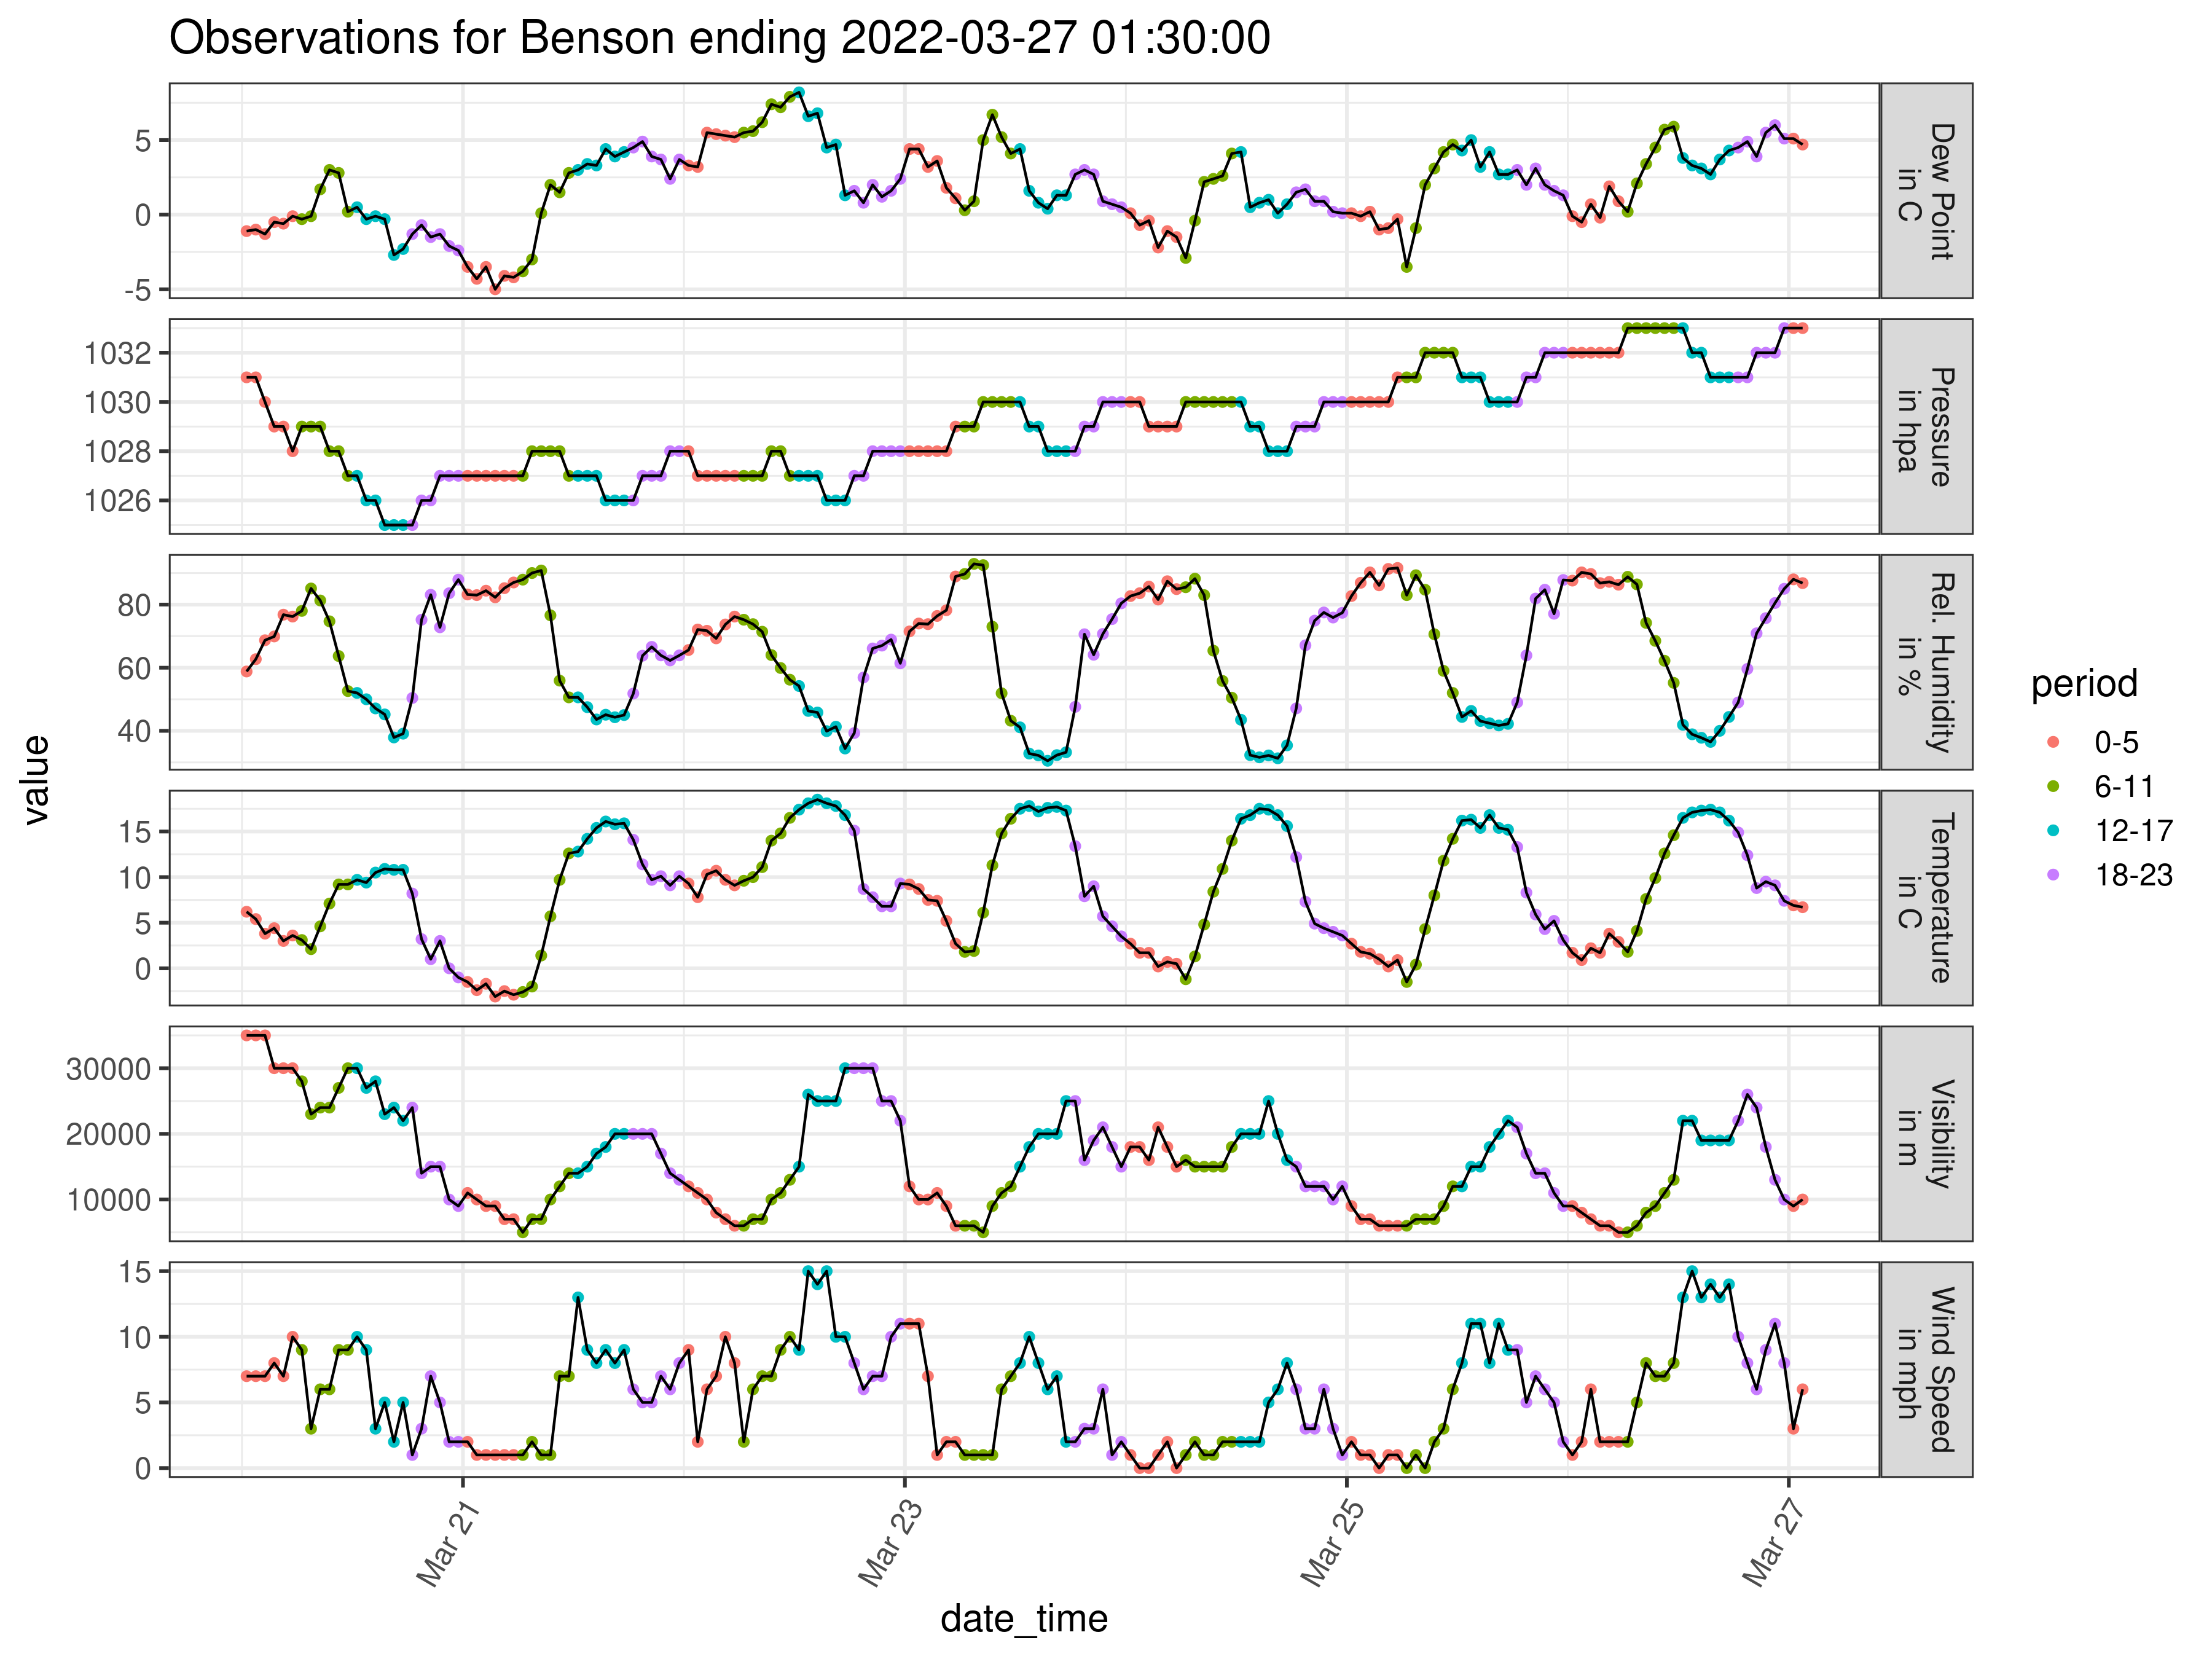 Observations for Benson ending 2022-03-27 01:30:00
value
5
0
-5
Dew Point
in C
1032
1030
1028
1026
Pressure
in hpa
80
60
40
Rel. Humidity
in %
15
10
5
0
Temperature
in C
30000
20000
10000
Visibility
in m
15
10
5
0
Wind Speed
in mph
Mar 21
Mar 23
Mar 25
Mar 27
date_time
period
0-5
6-11
12-17
18-23